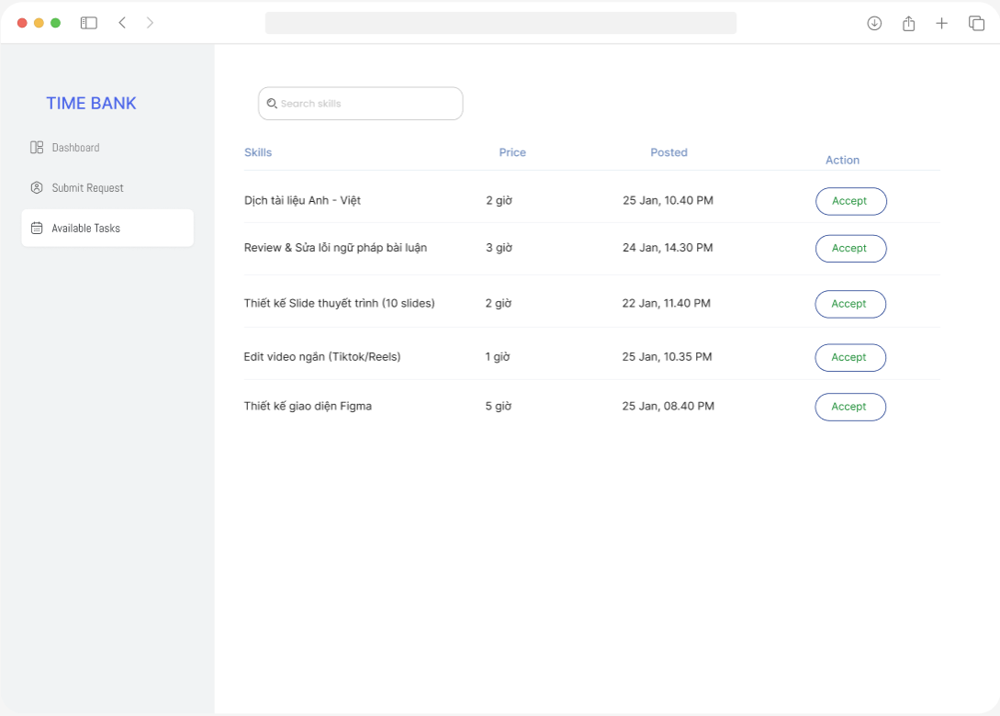 TIME BANK
Dashboard
Submit Request
Available Tasks
Search skills
Skills Price Posted Action
Dịch tài liệu Anh - Việt 2 giờ 25 Jan, 10.40 PM Accept
Review & Sửa lỗi ngữ pháp bài luận 3 giờ 24 Jan, 14.30 PM Accept
Thiết kế Slide thuyết trình (10 slides) 2 giờ 22 Jan, 11.40 PM Accept
Edit video ngắn (Tiktok/Reels) 1 giờ 25 Jan, 10.35 PM Accept
Thiết kế giao diện Figma 5 giờ 25 Jan, 08.40 PM Accept